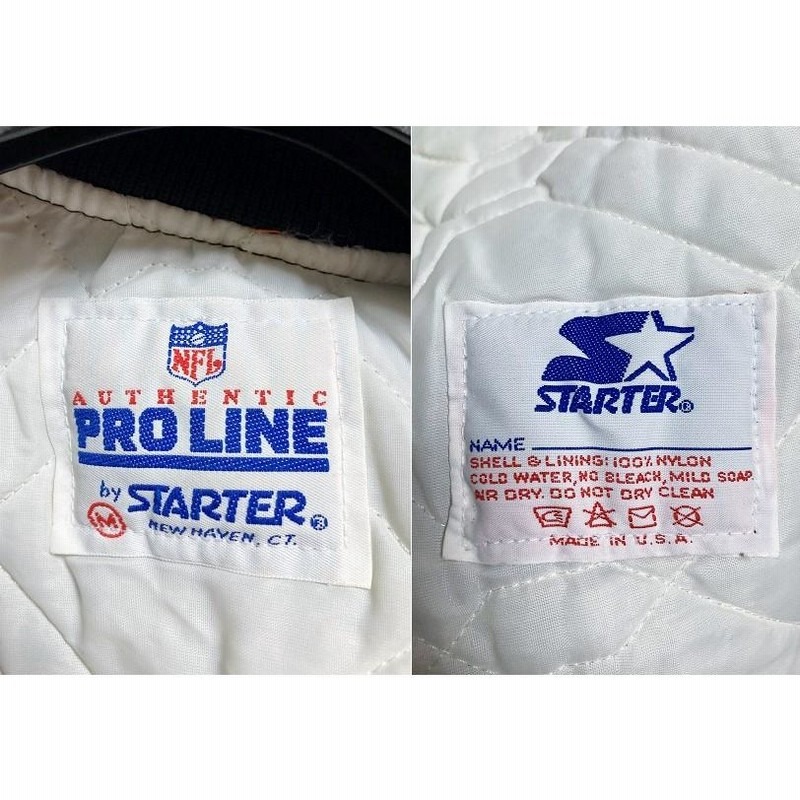 NFL
AUTHENTIC
PRO LINE
by STARTER®
M NEW HAVEN, CT.
STARTER®
NAME
SHELL & LINING: 100% NYLON
COLD WATER, NO BLEACH, MILD SOAP
AIR DRY. DO NOT DRY CLEAN
MADE IN U.S.A.